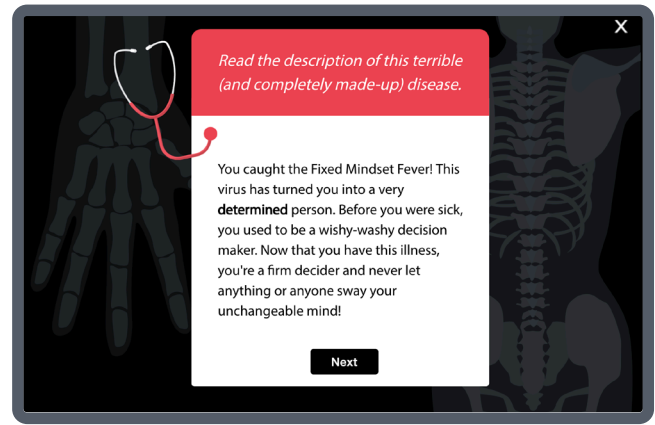 X
Read the description of this terrible
(and completely made-up) disease.
You caught the Fixed Mindset Fever! This
virus has turned you into a very
determined person. Before you were sick,
you used to be a wishy-washy decision
maker. Now that you have this illness,
you're a firm decider and never let
anything or anyone sway your
unchangeable mind!
Next